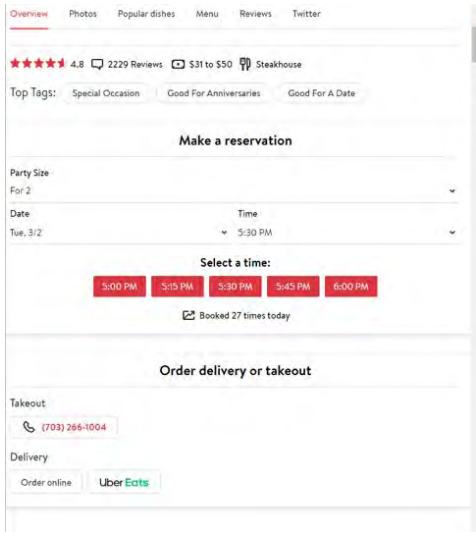 Overview Photos Popular dishes Menu Reviews Twitter
4.8 2229 Reviews $31 to $50 Steakhouse
Top Tags: Special Occasion Good For Anniversaries Good For A Date
Make a reservation
Party Size
For 2
Date Time
Tue, 3/2 5:30 PM
Select a time:
5:00 PM 5:15 PM 5:30 PM 5:45 PM 6:00 PM
Booked 27 times today
Order delivery or takeout
Takeout
(703) 266-1004
Delivery
Order online Uber Eats